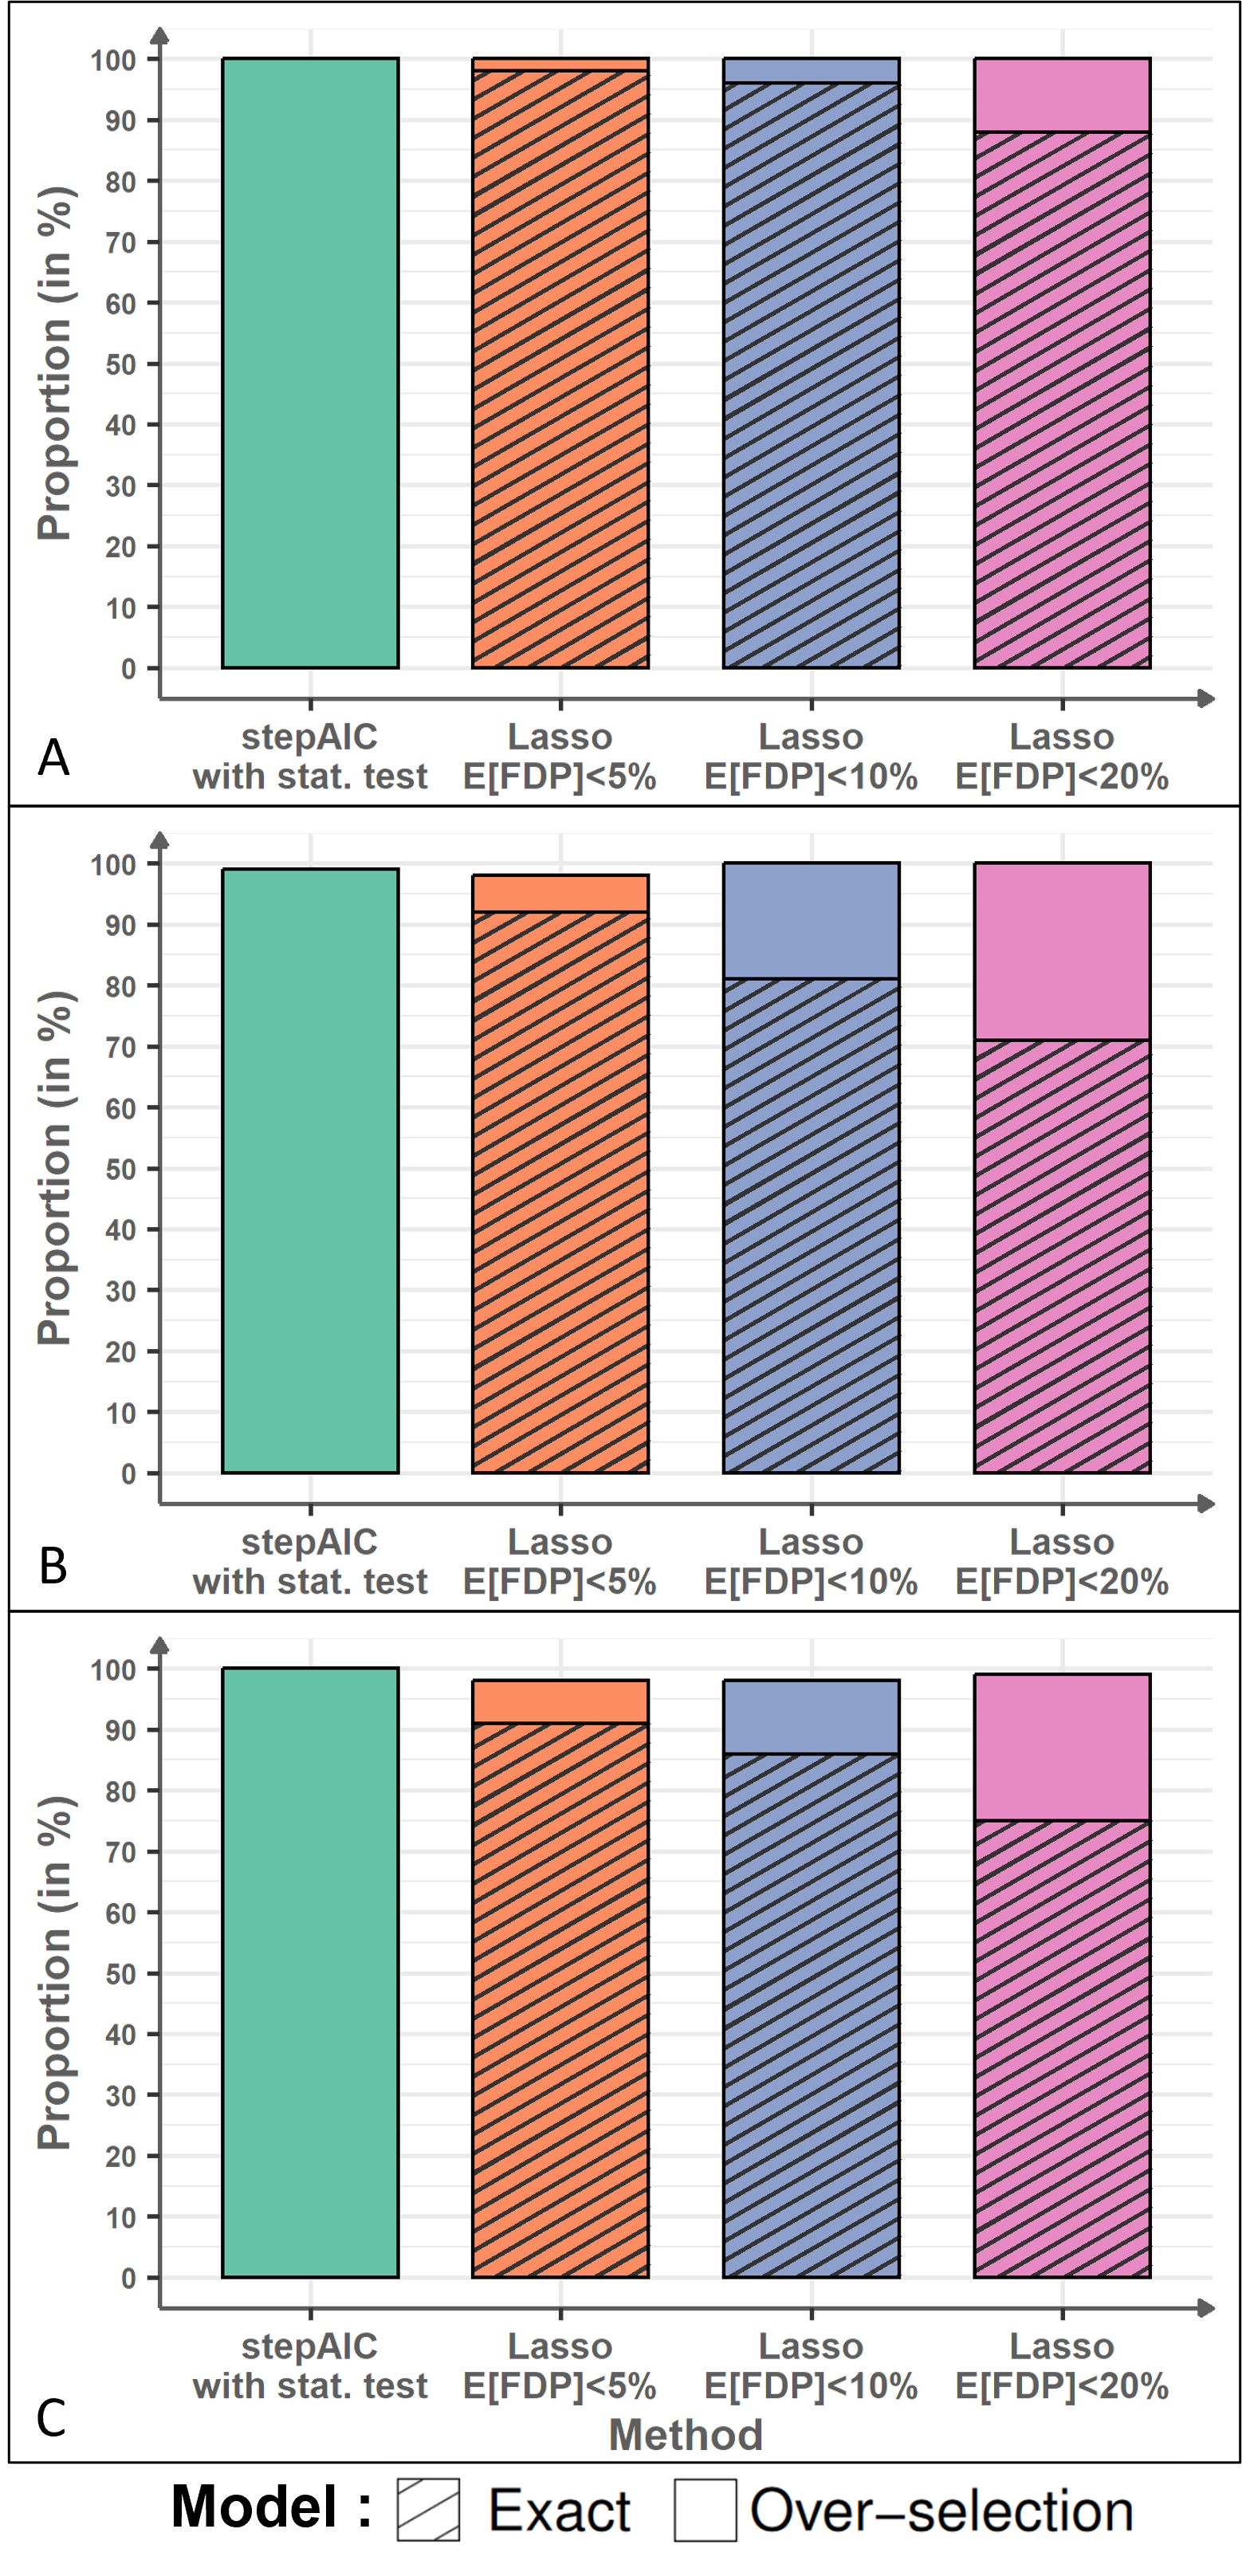 100
90
80
70
60
50
40
30
20
10
0
Proportion (in %)
stepAIC
with stat. test
Lasso
E[FDP]<5%
Lasso
E[FDP]<10%
Lasso
E[FDP]<20%
A
100
90
80
70
60
50
40
30
20
10
0
Proportion (in %)
stepAIC
with stat. test
Lasso
E[FDP]<5%
Lasso
E[FDP]<10%
Lasso
E[FDP]<20%
B
100
90
80
70
60
50
40
30
20
10
0
Proportion (in %)
stepAIC
with stat. test
Lasso
E[FDP]<5%
Lasso
E[FDP]<10%
Lasso
E[FDP]<20%
C
Method
Model : Exact Over−selection